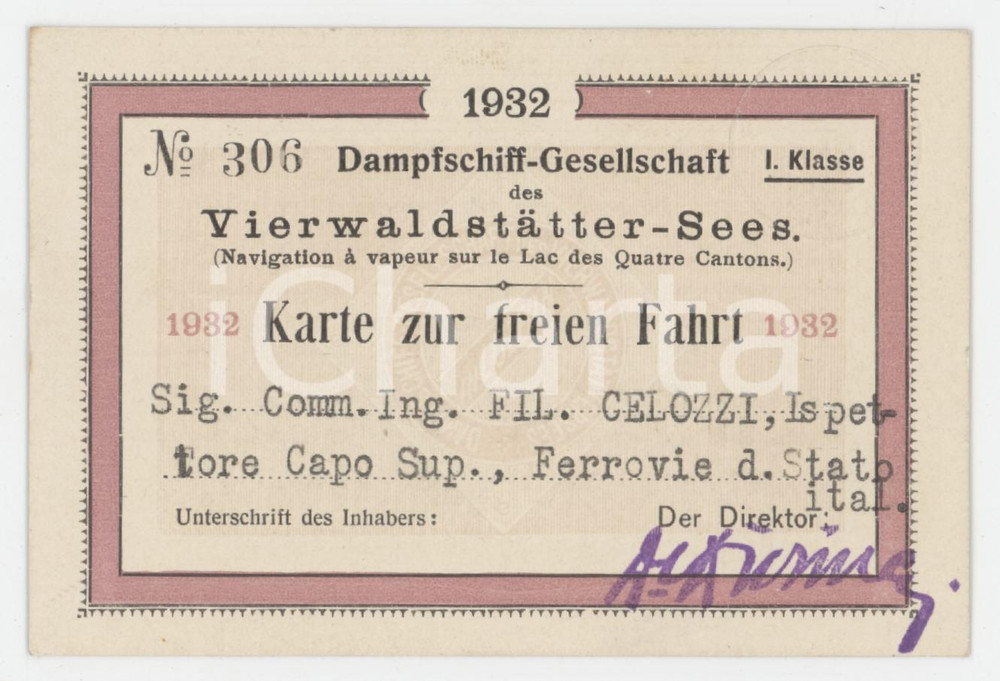 1932
No 306 Dampfschiff-Gesellschaft I. Klasse
des
Vierwaldstätter-Sees.
(Navigation à vapeur sur le Lac des Quatre Cantons.)
1932 Karte zur freien Fahrt 1932
iCharta
Sig. Comm. Ing. FIL. CELOZZI, Ispet-
tore Capo Sup., Ferrovie d. Stato
ital.
Unterschrift des Inhabers: Der Direktor: